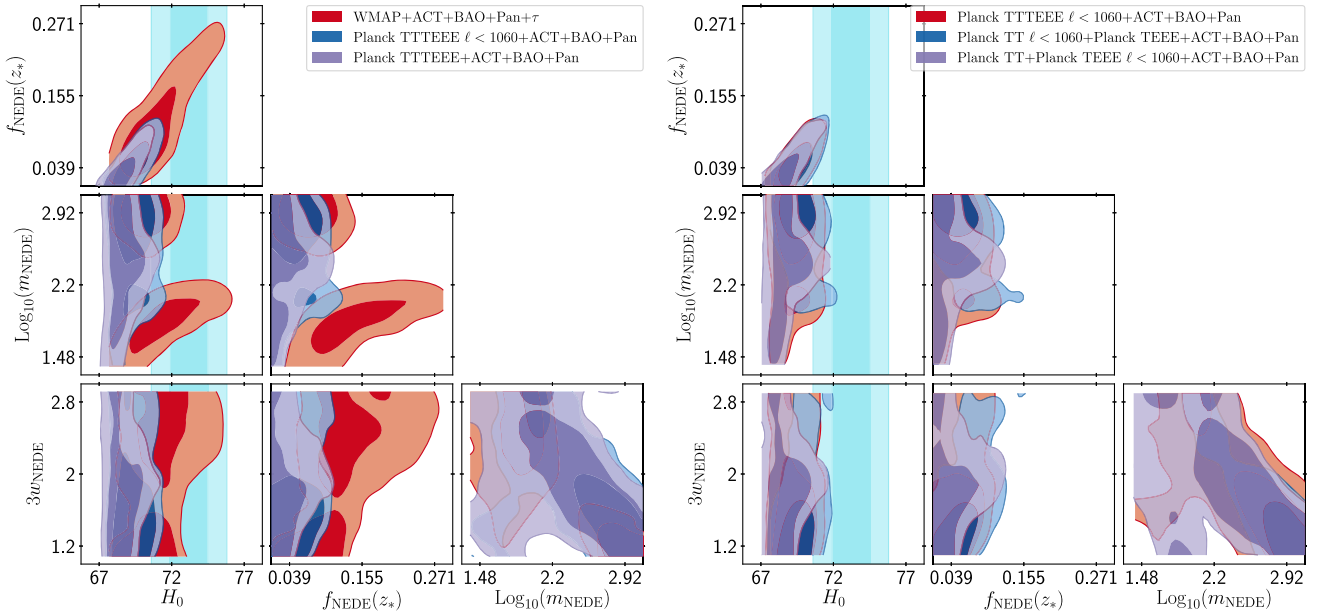 WMAP+ACT+BAO+Pan+τ
Planck TTTEEE ℓ < 1060+ACT+BAO+Pan
Planck TTTEEE+ACT+BAO+Pan
0.271
0.155
0.039
f_NEDE(z_*)
2.92
2.2
1.48
Log₁₀(m_NEDE)
2.8
2
1.2
3w_NEDE
67 72 77
H₀
0.039 0.155 0.271
f_NEDE(z_*)
1.48 2.2 2.92
Log₁₀(m_NEDE)
Planck TTTEEE ℓ < 1060+ACT+BAO+Pan
Planck TT ℓ < 1060+Planck TEEE+ACT+BAO+Pan
Planck TT+Planck TEEE ℓ < 1060+ACT+BAO+Pan
0.271
0.155
0.039
f_NEDE(z_*)
2.92
2.2
1.48
Log₁₀(m_NEDE)
2.8
2
1.2
3w_NEDE
67 72 77
H₀
0.039 0.155 0.271
f_NEDE(z_*)
1.48 2.2 2.92
Log₁₀(m_NEDE)